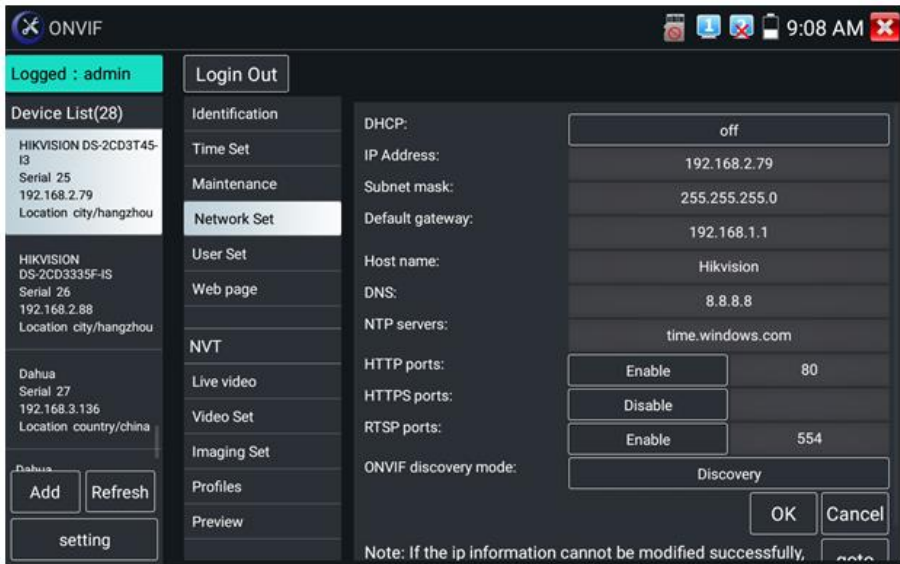 ONVIF
1
2
9:08 AM
Logged : admin
Login Out
Device List(28)
HIKVISION DS-2CD3T45-
I3
Serial 25
192.168.2.79
Location city/hangzhou
HIKVISION
DS-2CD3335F-IS
Serial 26
192.168.2.88
Location city/hangzhou
Dahua
Serial 27
192.168.3.136
Location country/china
Dahua
Add
Refresh
setting
Identification
Time Set
Maintenance
Network Set
User Set
Web page
NVT
Live video
Video Set
Imaging Set
Profiles
Preview
DHCP: off
IP Address: 192.168.2.79
Subnet mask: 255.255.255.0
Default gateway: 192.168.1.1
Host name: Hikvision
DNS: 8.8.8.8
NTP servers: time.windows.com
HTTP ports: Enable 80
HTTPS ports: Disable
RTSP ports: Enable 554
ONVIF discovery mode: Discovery
OK
Cancel
Note: If the ip information cannot be modified successfully,
goto